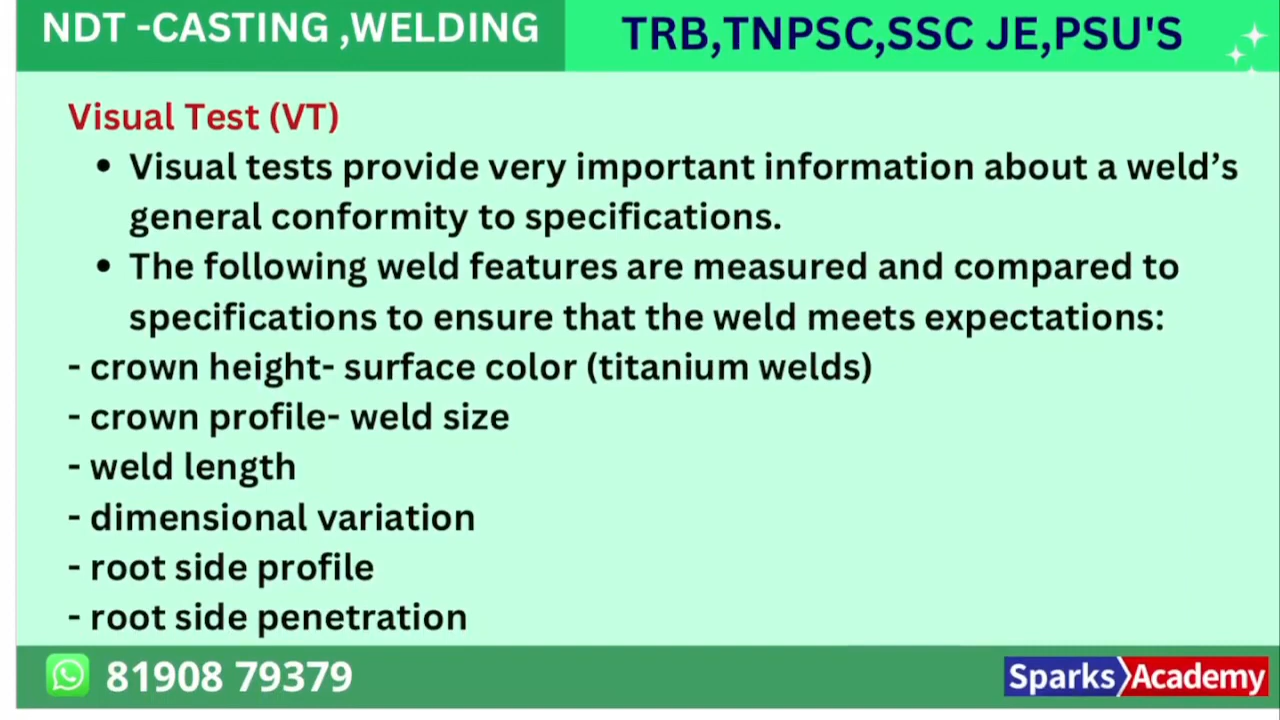 NDT -CASTING ,WELDING
TRB,TNPSC,SSC JE,PSU'S
Visual Test (VT)
• Visual tests provide very important information about a weld’s
general conformity to specifications.
• The following weld features are measured and compared to
specifications to ensure that the weld meets expectations:
- crown height- surface color (titanium welds)
- crown profile- weld size
- weld length
- dimensional variation
- root side profile
- root side penetration
81908 79379
Sparks Academy